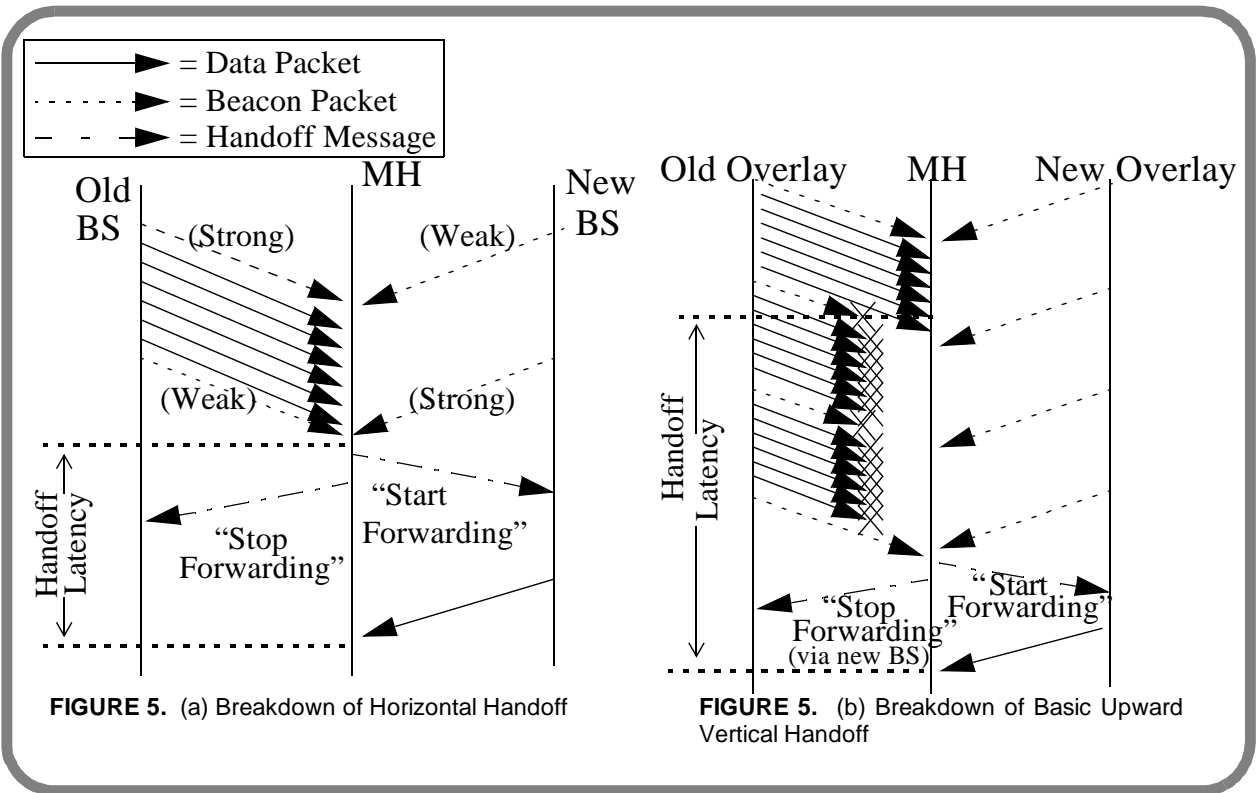 = Data Packet
= Beacon Packet
= Handoff Message
Old
BS
MH
New
BS
(Strong)
(Weak)
(Weak)
(Strong)
Handoff
Latency
“Start
Forwarding”
“Stop
Forwarding”
FIGURE 5. (a) Breakdown of Horizontal Handoff
Old Overlay
MH
New Overlay
Handoff
Latency
“Start
Forwarding”
“Stop
Forwarding”
(via new BS)
FIGURE 5. (b) Breakdown of Basic Upward
Vertical Handoff